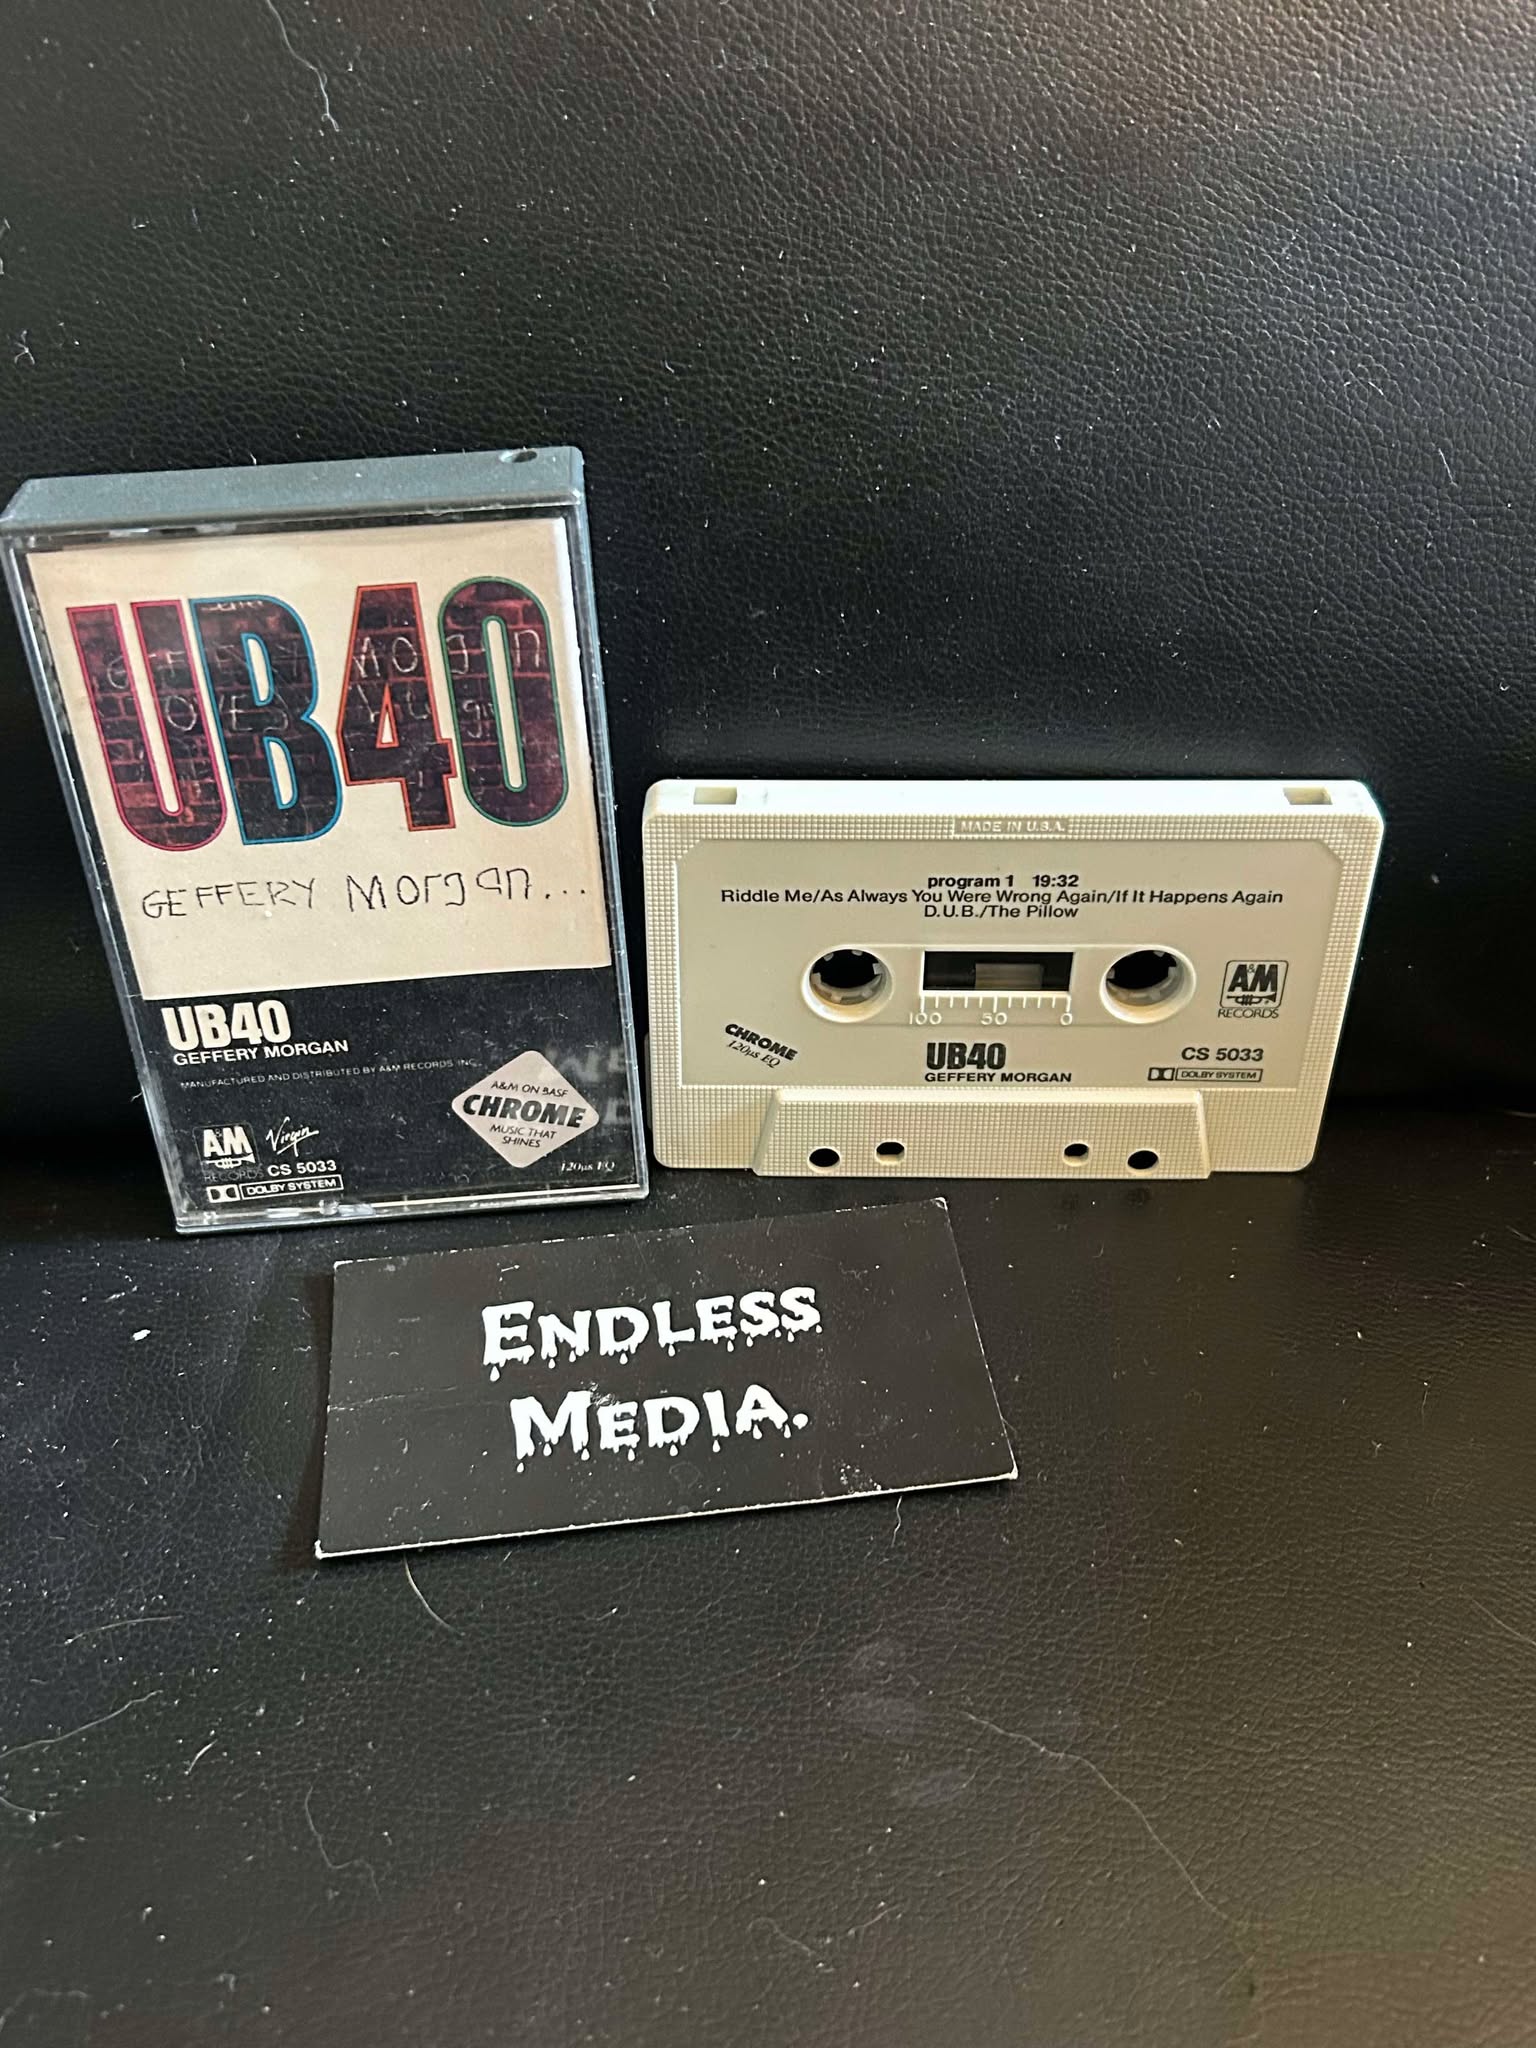 UB40
GEFFERY MORGAN
LOVES
GEFFERY MORGAN...
UB40
GEFFERY MORGAN
MANUFACTURED AND DISTRIBUTED BY A&M RECORDS INC.
A&M ON BASF
CHROME
MUSIC THAT
SHINES
A&M
RECORDS
Virgin
CS 5033
DOLBY SYSTEM
120µs EQ
MADE IN U.S.A.
program 1 19:32
Riddle Me/As Always You Were Wrong Again/If It Happens Again
D.U.B./The Pillow
100 50 0
A&M
RECORDS
CHROME
120µs EQ
UB40
GEFFERY MORGAN
CS 5033
DOLBY SYSTEM
ENDLESS
MEDIA.